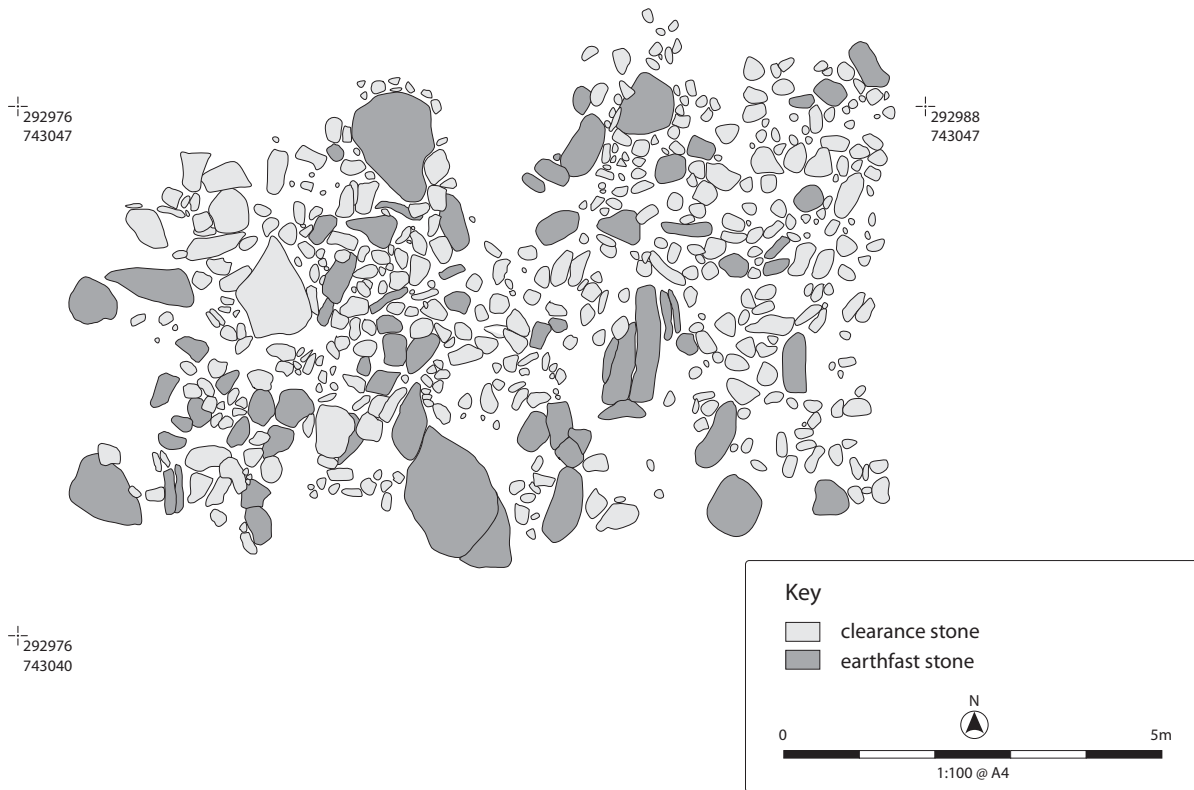 292976
743047
292988
743047
292976
743040
Key
clearance stone
earthfast stone
N
0 5m
1:100 @ A4